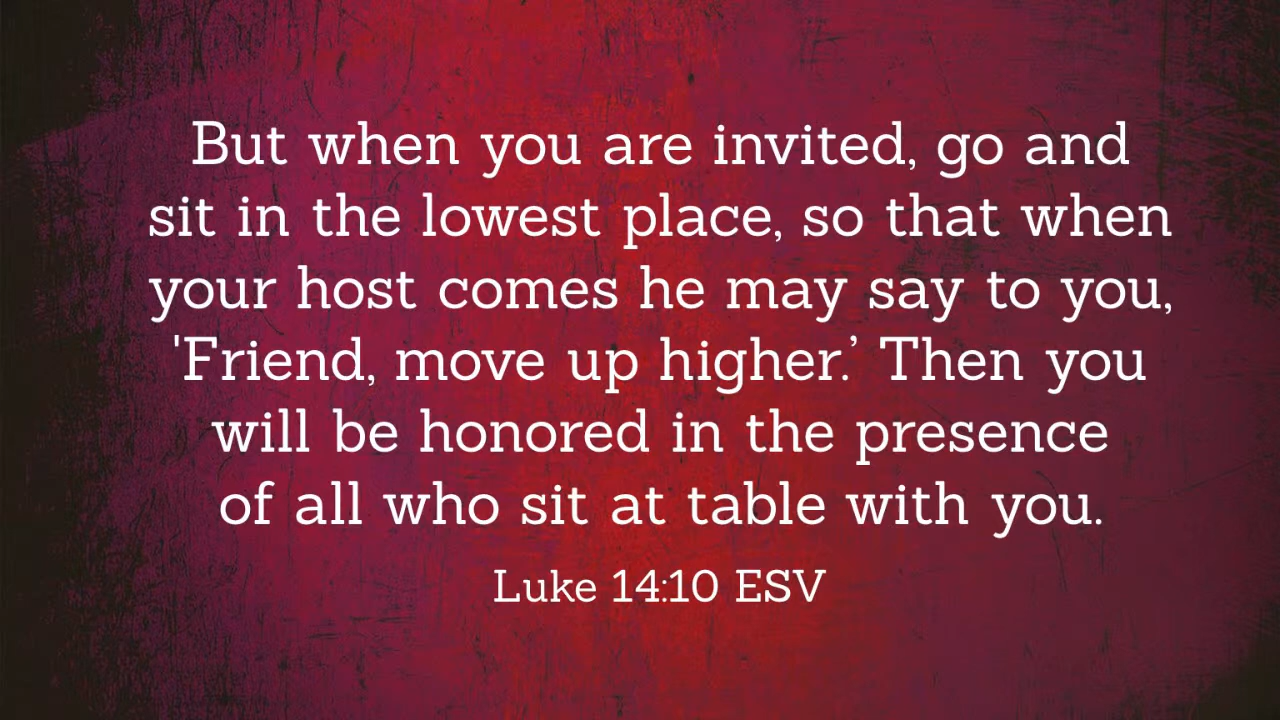 But when you are invited, go and
sit in the lowest place, so that when
your host comes he may say to you,
'Friend, move up higher.’ Then you
will be honored in the presence
of all who sit at table with you.
Luke 14:10 ESV